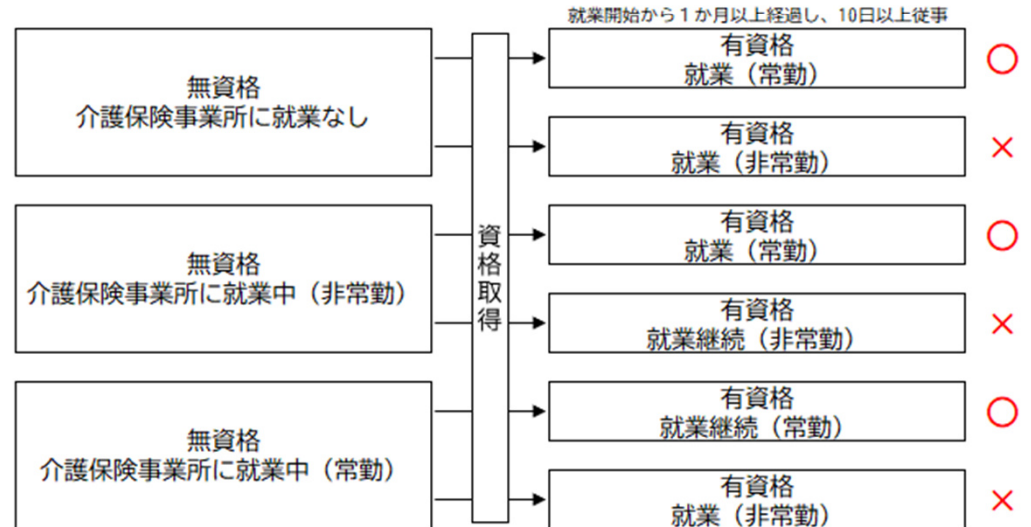 就業開始から1か月以上経過し、10日以上従事
無資格
介護保険事業所に就業なし
有資格
就業（常勤）
○
有資格
就業（非常勤）
×
無資格
介護保険事業所に就業中（非常勤）
資格取得
有資格
就業（常勤）
○
有資格
就業継続（非常勤）
×
無資格
介護保険事業所に就業中（常勤）
有資格
就業継続（常勤）
○
有資格
就業（非常勤）
×